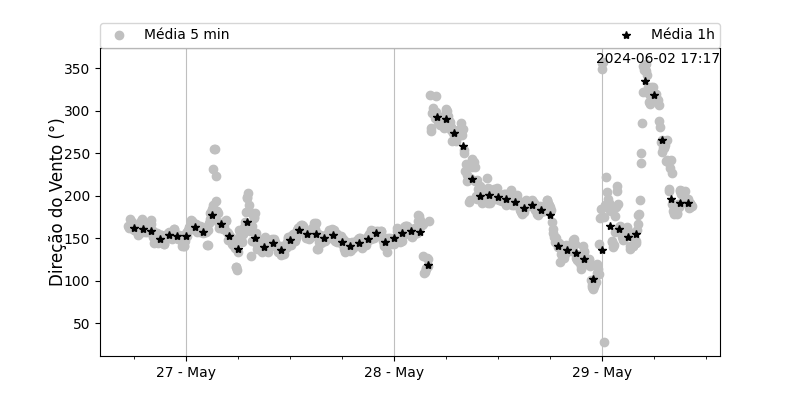 Média 5 min
Média 1h
2024-06-02 17:17
Direção do Vento (°)
350
300
250
200
150
100
50
27 - May
28 - May
29 - May